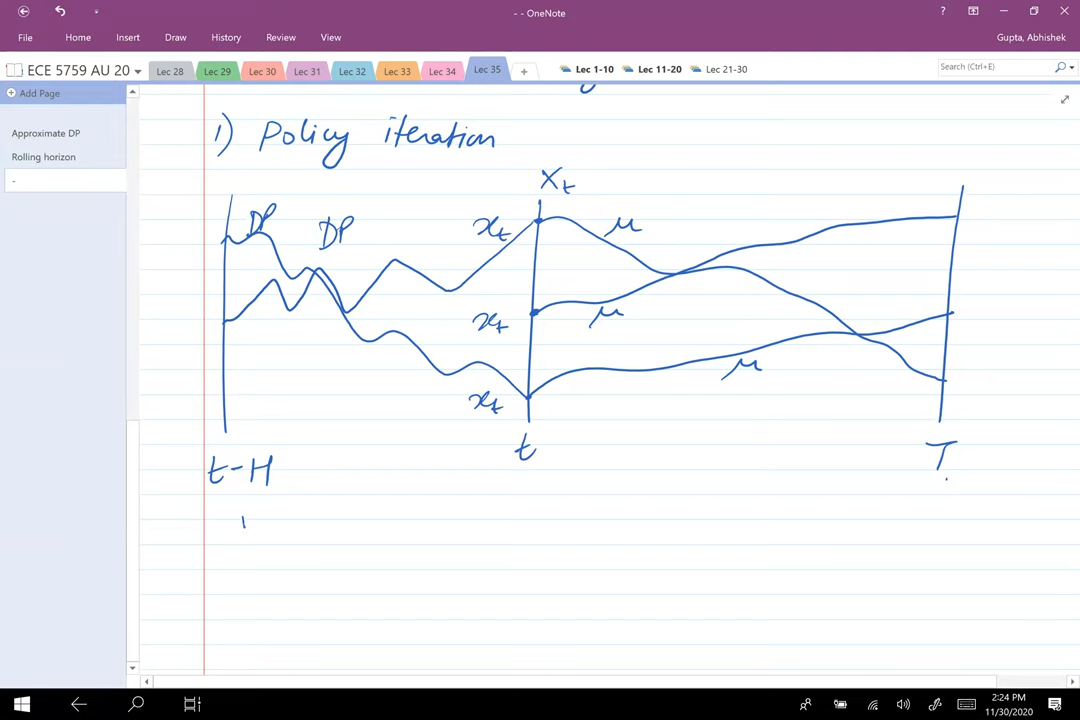 - - OneNote
Gupta, Abhishek
File Home Insert Draw History Review View
ECE 5759 AU 20
Lec 28 Lec 29 Lec 30 Lec 31 Lec 32 Lec 33 Lec 34 Lec 35 + Lec 1-10 Lec 11-20 Lec 21-30
Search (Ctrl+E)
Add Page
Approximate DP
Rolling horizon
-
1) Policy iteration
X_t
DP DP x_t μ
x_t μ
μ
x_t
t T
t-H
2:24 PM
11/30/2020